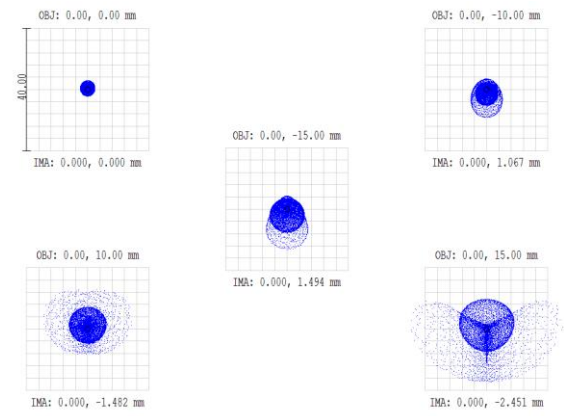 OBJ: 0.00, 0.00 mm
40.00
IMA: 0.000, 0.000 mm
OBJ: 0.00, -10.00 mm
IMA: 0.000, 1.067 mm
OBJ: 0.00, -15.00 mm
IMA: 0.000, 1.494 mm
OBJ: 0.00, 10.00 mm
IMA: 0.000, -1.482 mm
OBJ: 0.00, 15.00 mm
IMA: 0.000, -2.451 mm